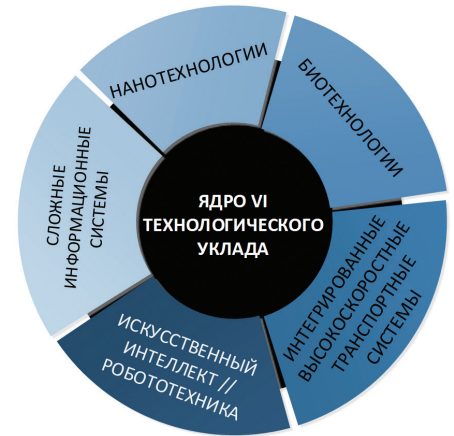 ЯДРО VI
ТЕХНОЛОГИЧЕСКОГО
УКЛАДА
НАНОТЕХНОЛОГИИ
БИОТЕХНОЛОГИИ
ИНТЕГРИРОВАННЫЕ
ВЫСОКОСКОРОСТНЫЕ
ТРАНСПОРТНЫЕ
СИСТЕМЫ
ИСКУССТВЕННЫЙ
ИНТЕЛЛЕКТ //
РОБОТОТЕХНИКА
СЛОЖНЫЕ
ИНФОРМАЦИОННЫЕ
СИСТЕМЫ